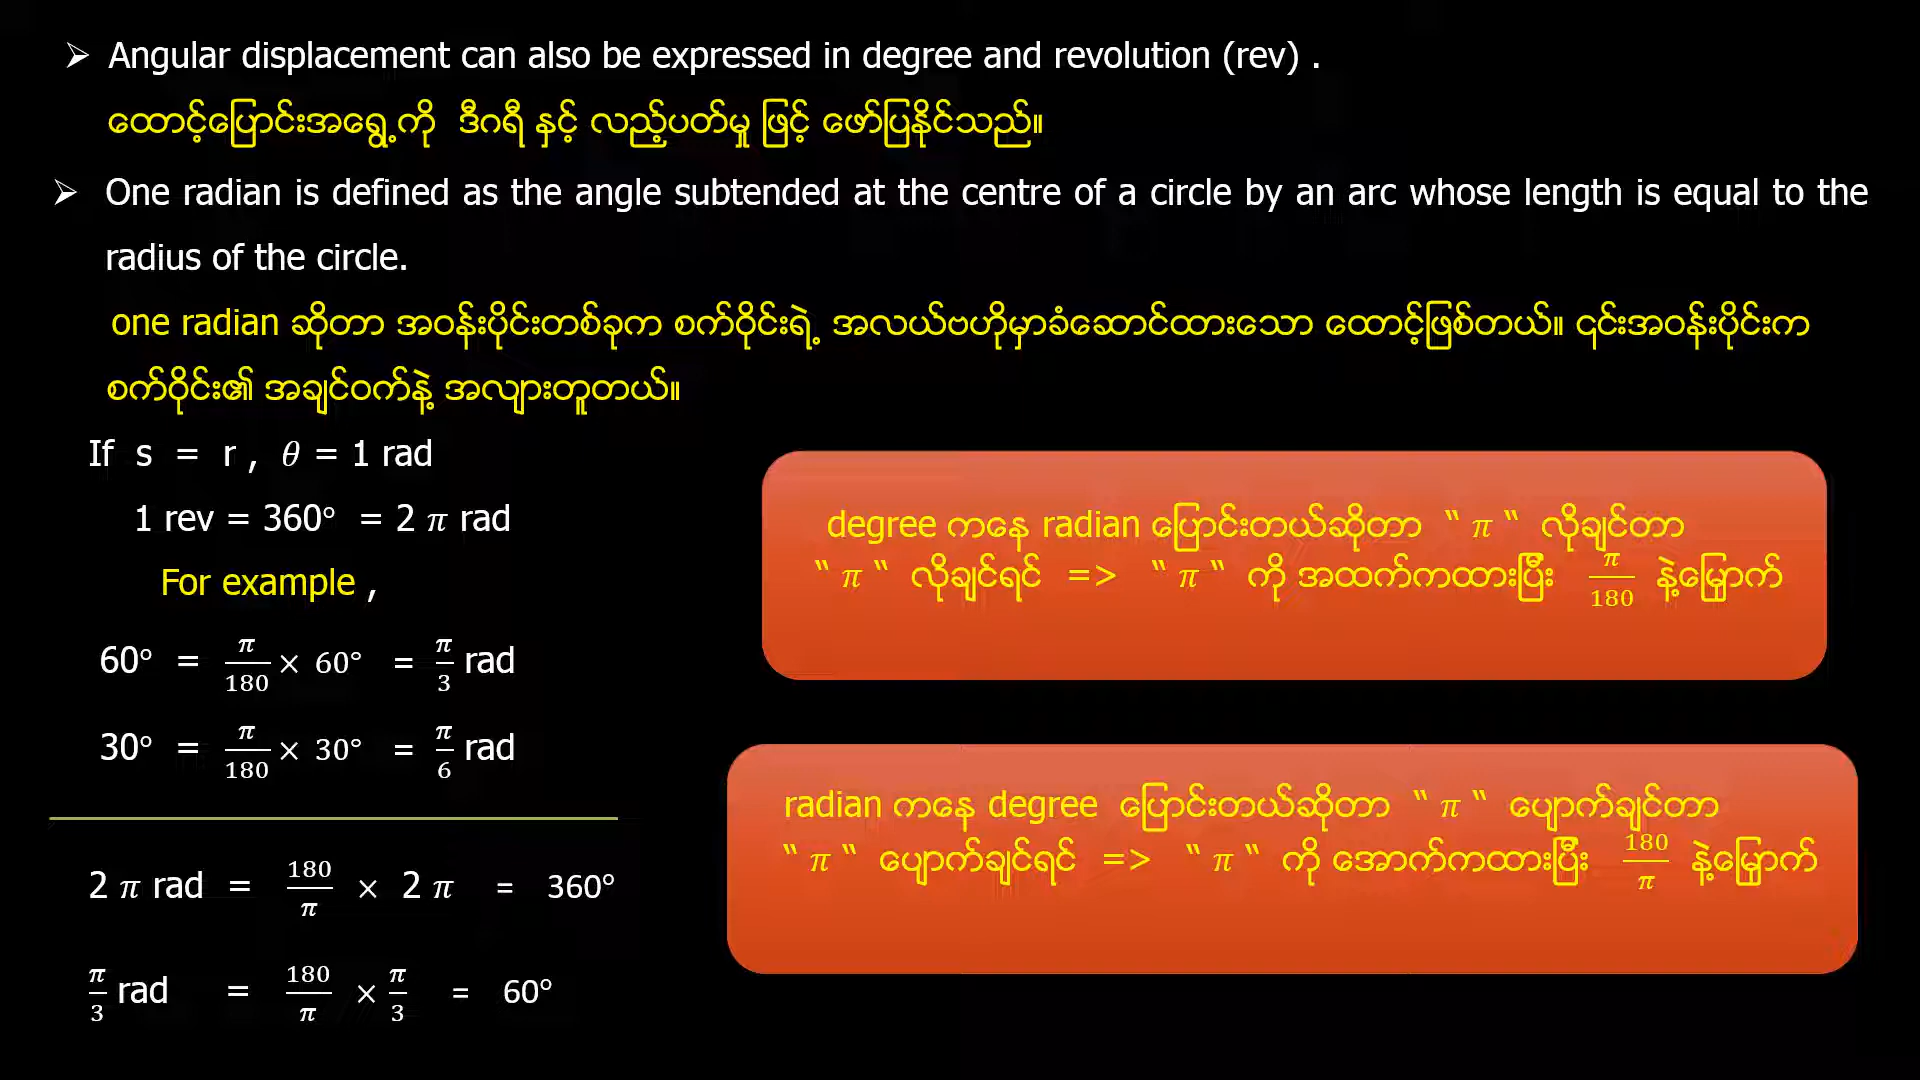 ➢ Angular displacement can also be expressed in degree and revolution (rev) .
ထောင့်ပြောင်းအရွေ့ကို ဒီဂရီ နှင့် လည့်ပတ်မှု ဖြင့် ဖော်ပြနိုင်သည်။
➢ One radian is defined as the angle subtended at the centre of a circle by an arc whose length is equal to the
radius of the circle.
one radian ဆိုတာ အဝန်းပိုင်းတစ်ခုက စက်ဝိုင်းရဲ့ အလယ်ဗဟိုမှာခံဆောင်ထားသော ထောင့်ဖြစ်တယ်။ ၎င်းအဝန်းပိုင်းက
စက်ဝိုင်း၏ အချင်ဝက်နဲ့ အလျားတူတယ်။
If s = r , θ = 1 rad
1 rev = 360° = 2 π rad
For example ,
60° = π/180 × 60° = π/3 rad
30° = π/180 × 30° = π/6 rad
2 π rad = 180/π × 2 π = 360°
π/3 rad = 180/π × π/3 = 60°
degree ကနေ radian ပြောင်းတယ်ဆိုတာ “ π “ လိုချင်တာ
“ π “ လိုချင်ရင် => “ π “ ကို အထက်ကထားပြီး π/180 နဲ့မြှောက်
radian ကနေ degree ပြောင်းတယ်ဆိုတာ “ π “ ပျောက်ချင်တာ
“ π “ ပျောက်ချင်ရင် => “ π “ ကို အောက်ကထားပြီး 180/π နဲ့မြှောက်